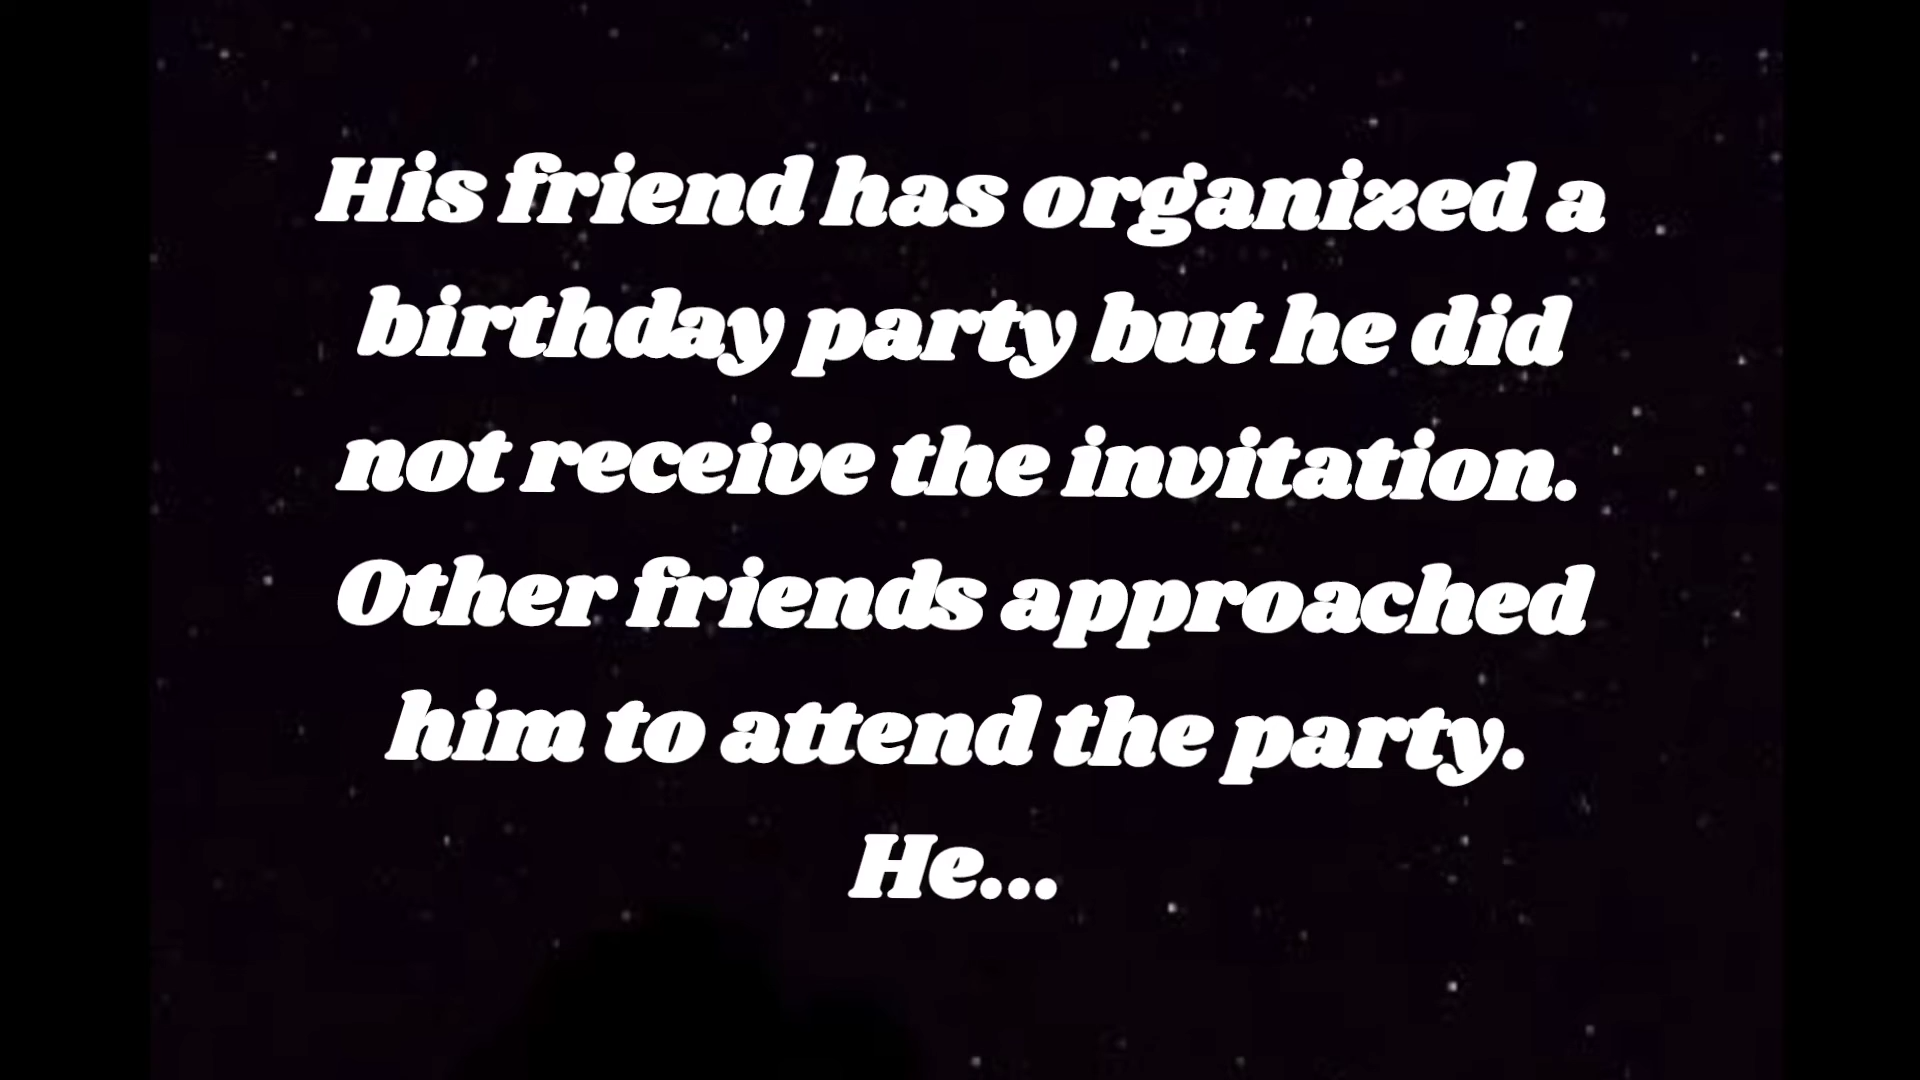 His friend has organized a
birthday party but he did
not receive the invitation.
Other friends approached
him to attend the party.
He...